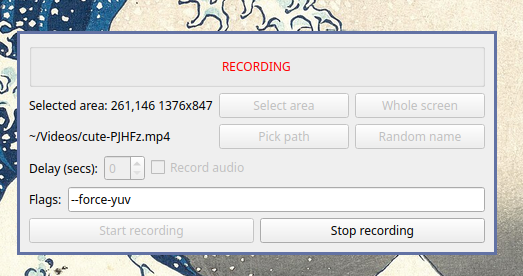 RECORDING
Selected area: 261,146 1376x847 Select area Whole screen
~/Videos/cute-PJHFz.mp4 Pick path Random name
Delay (secs): 0 Record audio
Flags: --force-yuv
Start recording Stop recording